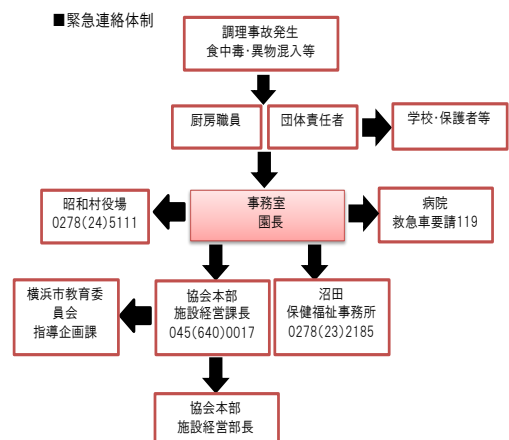 ■緊急連絡体制
調理事故発生
食中毒・異物混入等
厨房職員
団体責任者
学校・保護者等
昭和村役場
0278(24)5111
事務室
園長
病院
救急車要請119
横浜市教育委
員会
指導企画課
協会本部
施設経営課長
045(640)0017
沼田
保健福祉事務所
0278(23)2185
協会本部
施設経営部長